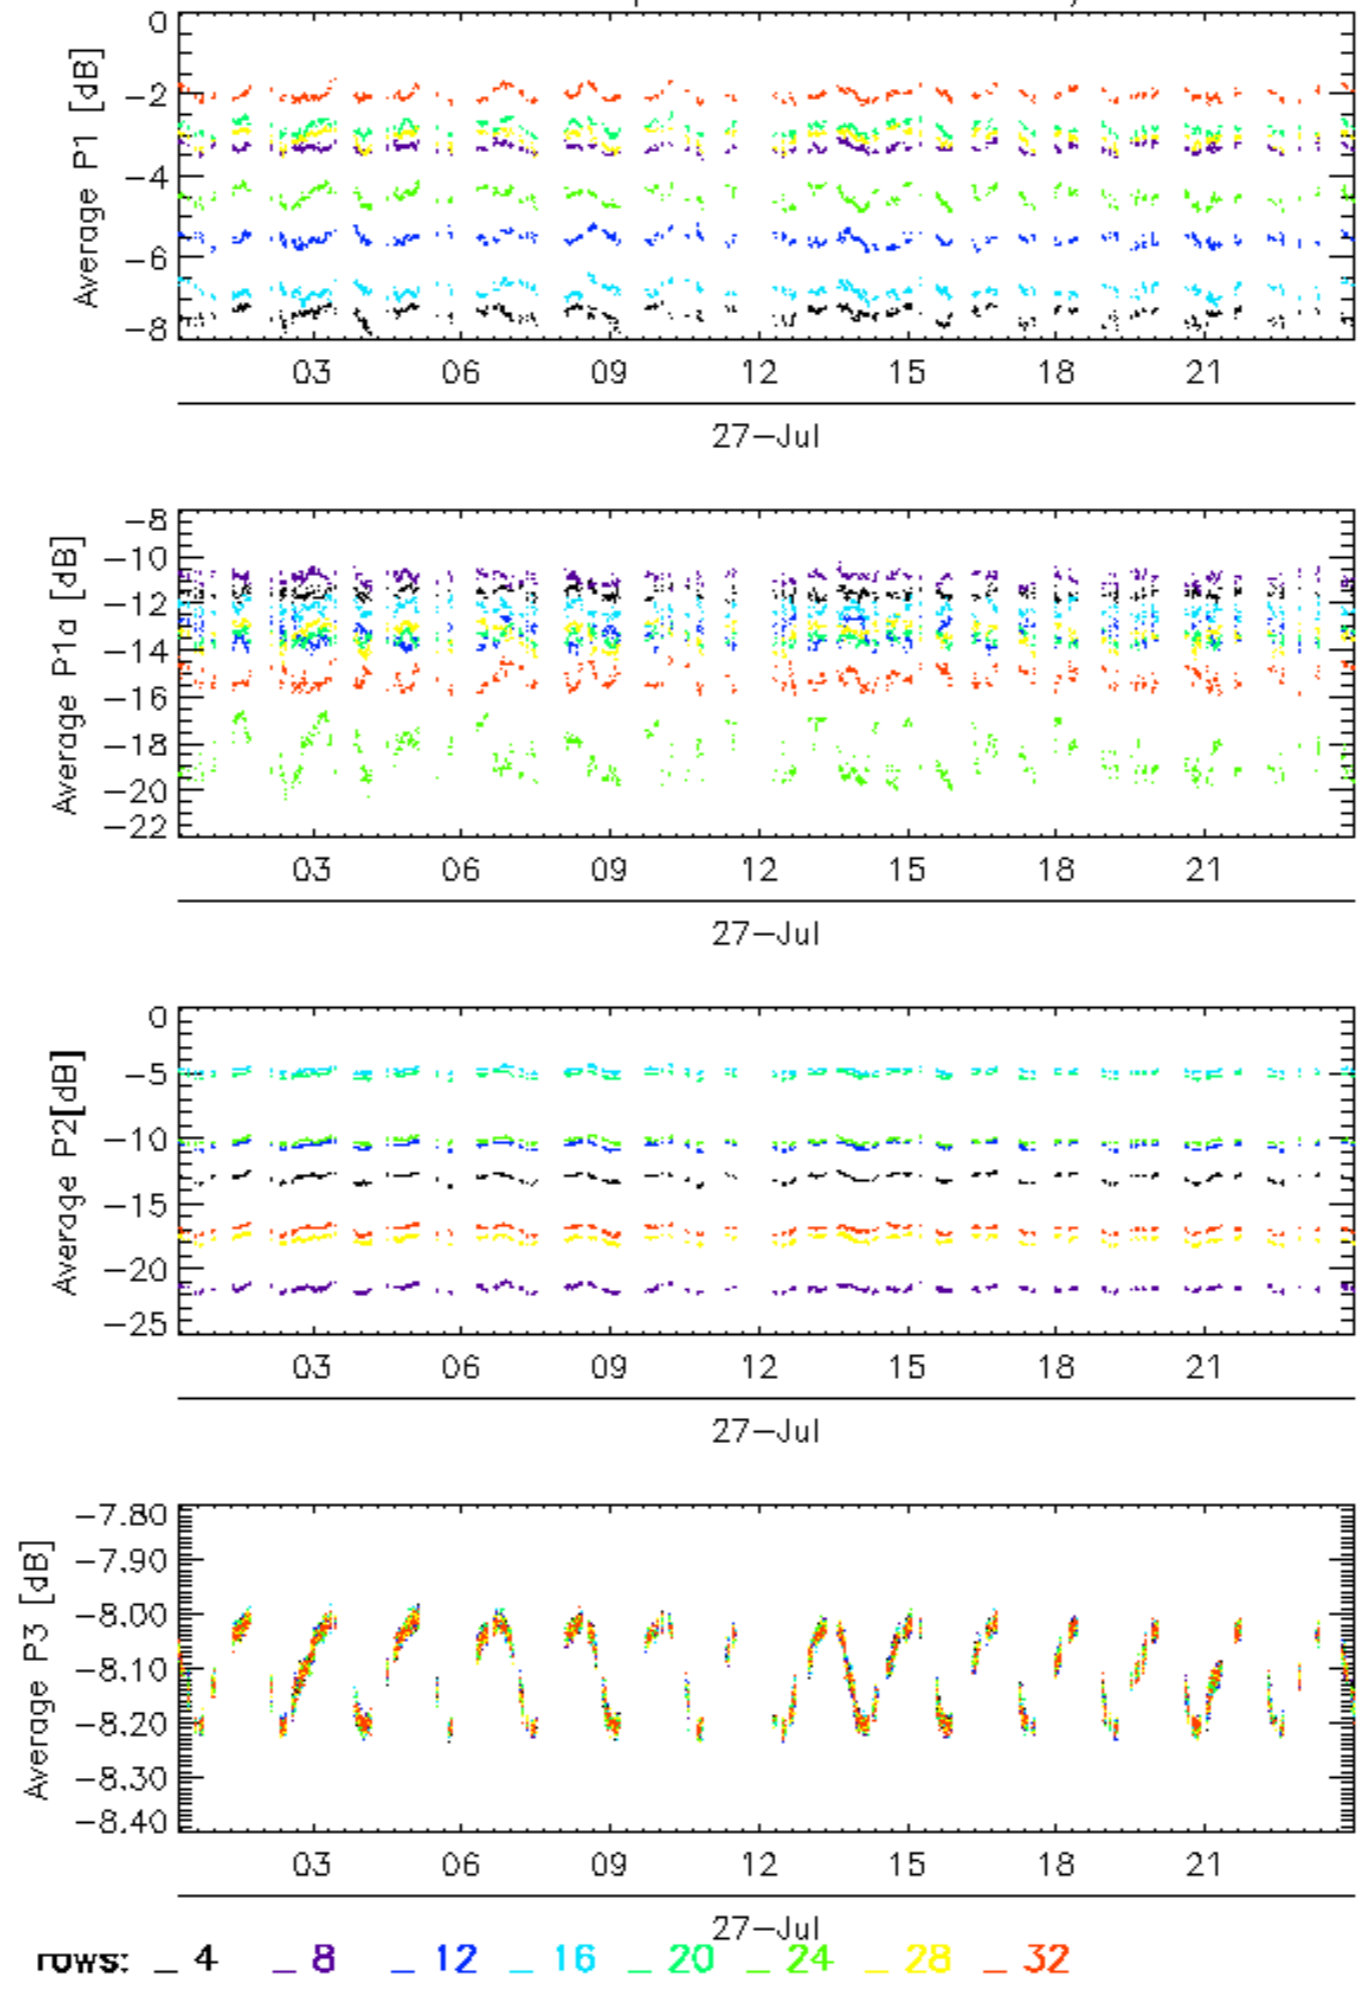 Average P1 [dB]
0
−2
−4
−6
−8
03 06 09 12 15 18 21
27−Jul
Average P1a [dB]
−8
−10
−12
−14
−16
−18
−20
−22
03 06 09 12 15 18 21
27−Jul
Average P2[dB]
0
−5
−10
−15
−20
−25
03 06 09 12 15 18 21
27−Jul
Average P3 [dB]
−7.80
−7.90
−8.00
−8.10
−8.20
−8.30
−8.40
03 06 09 12 15 18 21
27−Jul
rows: _ 4 _ 8 _ 12 _ 16 _ 20 _ 24 _ 28 _ 32